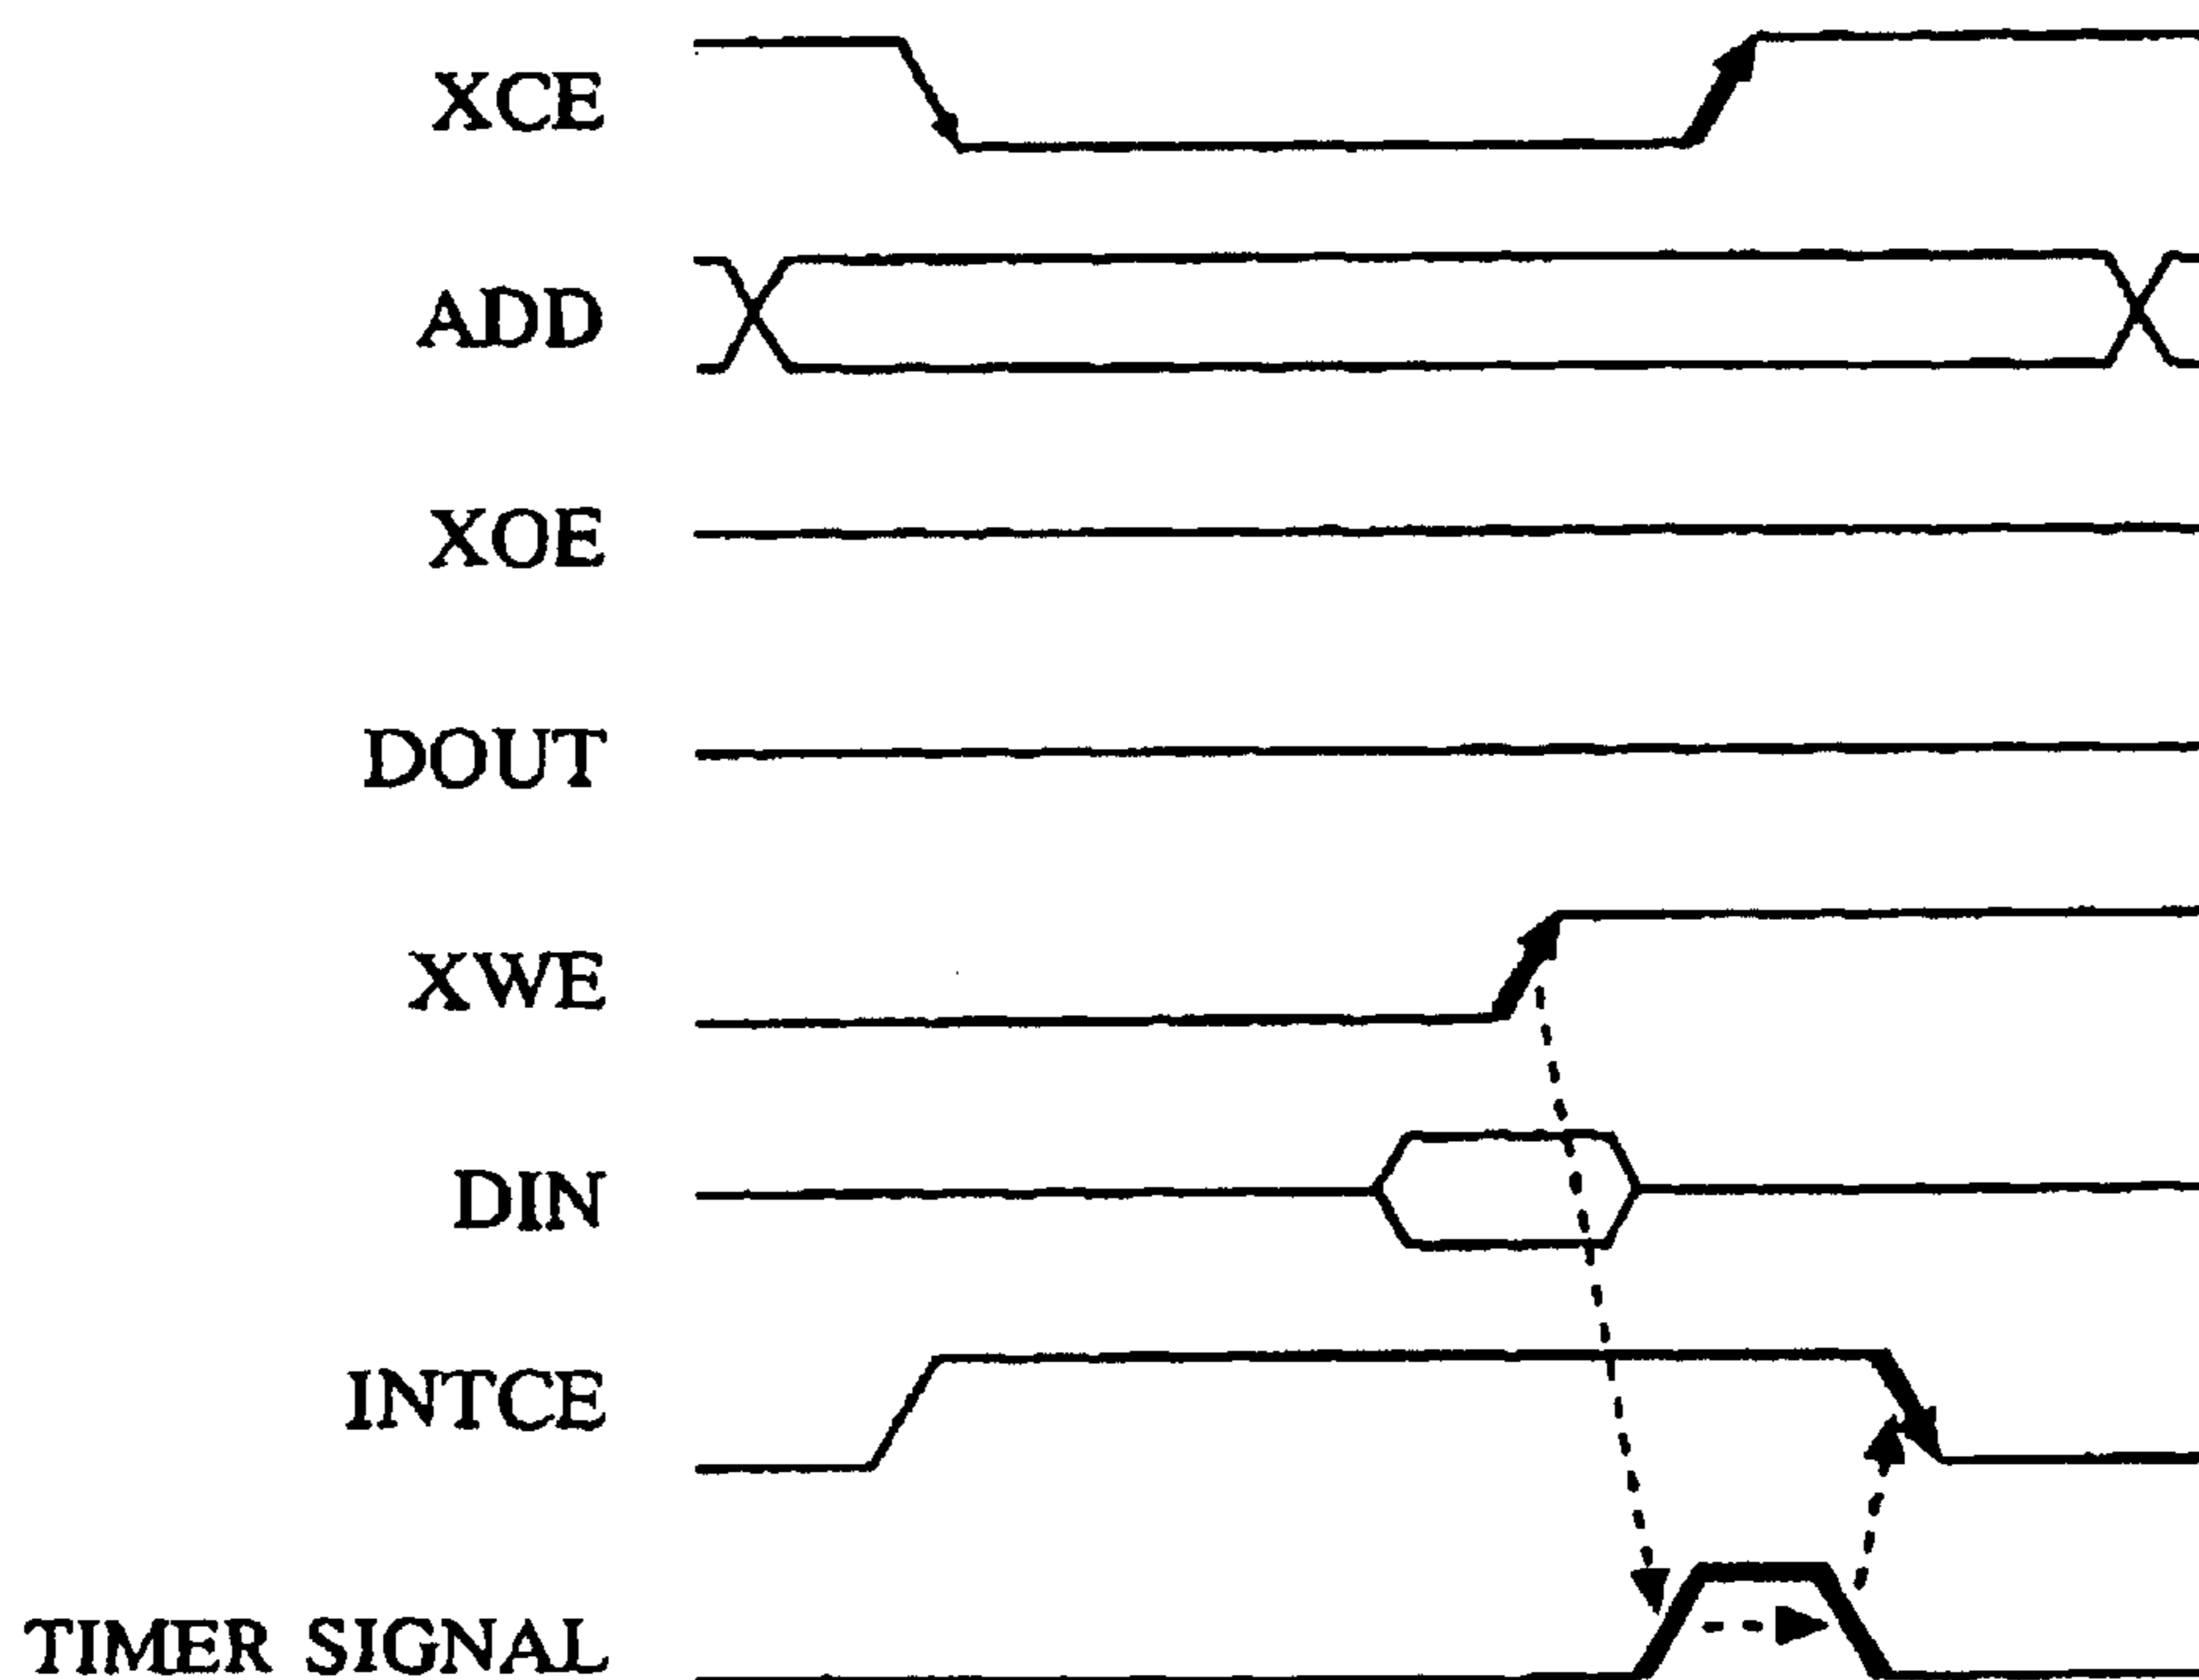 XCE
ADD
XOE
DOUT
XWE
DIN
INTCE
TIMER SIGNAL